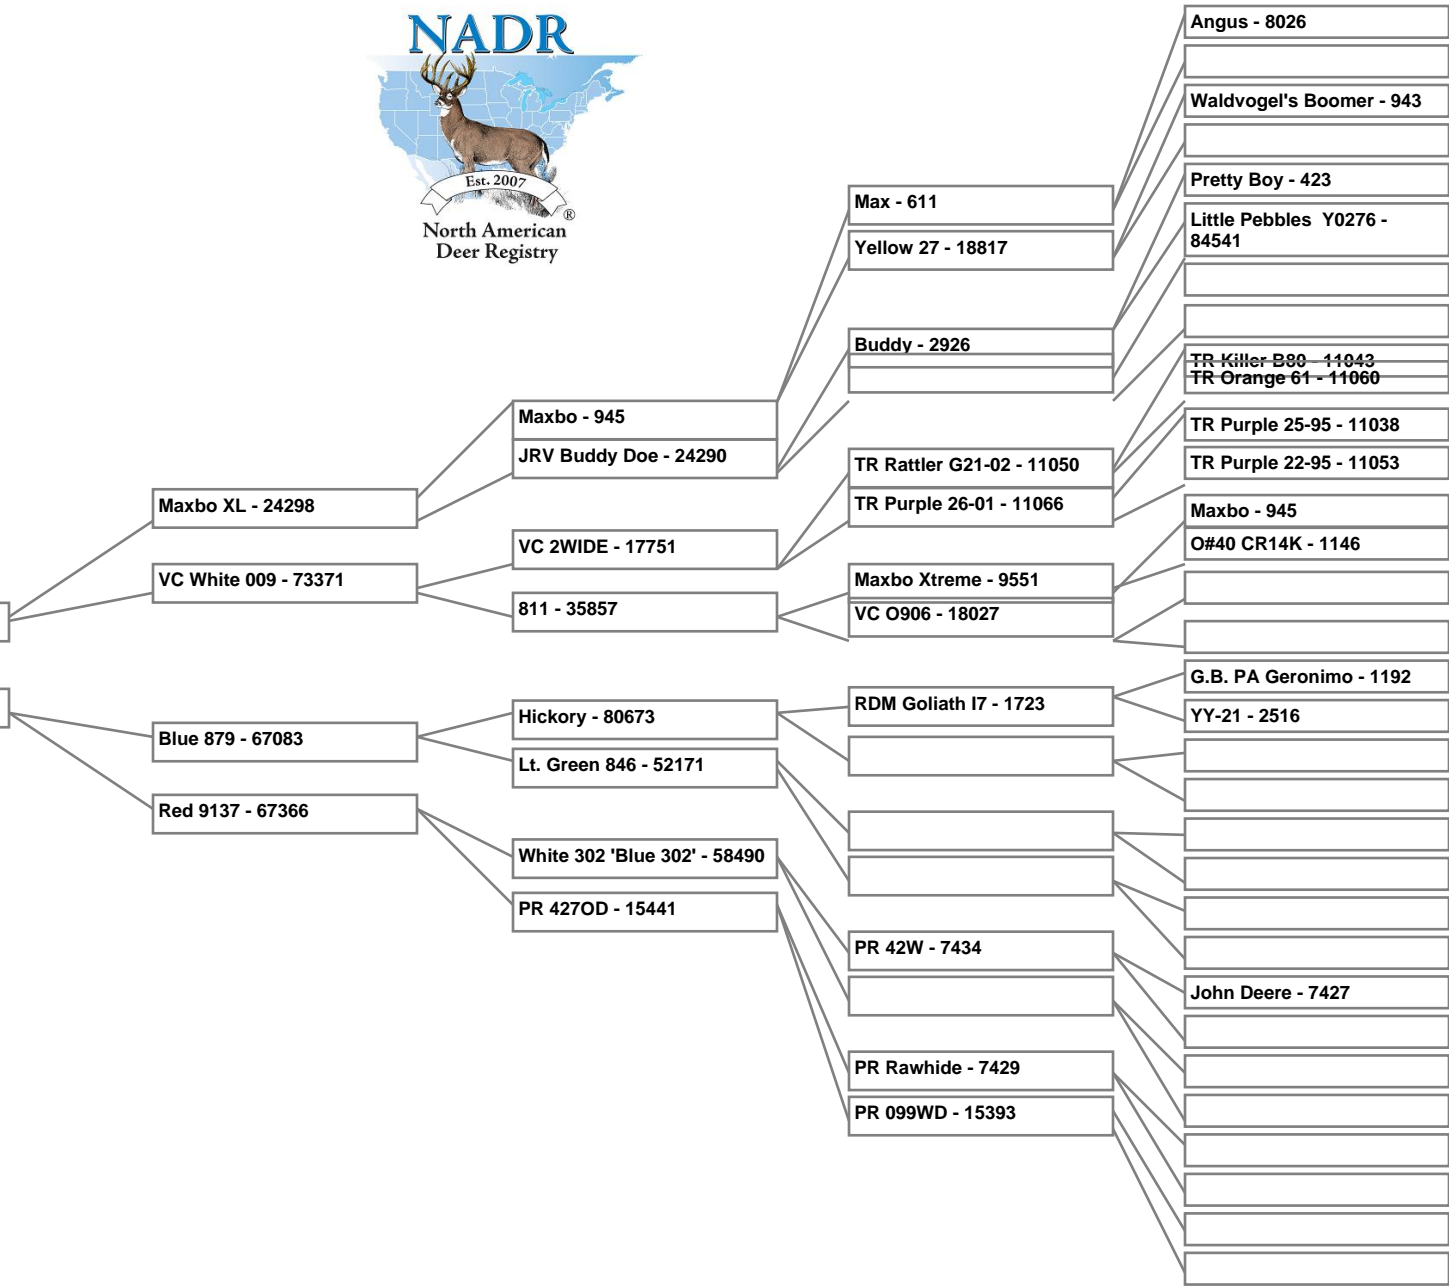 NADR
Est. 2007
®
North American
Deer Registry
Maxbo XL - 24298
VC White 009 - 73371
Blue 879 - 67083
Red 9137 - 67366
Maxbo - 945
JRV Buddy Doe - 24290
VC 2WIDE - 17751
811 - 35857
Hickory - 80673
Lt. Green 846 - 52171
White 302 'Blue 302' - 58490
PR 427OD - 15441
Max - 611
Yellow 27 - 18817
Buddy - 2926
TR Rattler G21-02 - 11050
TR Purple 26-01 - 11066
Maxbo Xtreme - 9551
VC O906 - 18027
RDM Goliath I7 - 1723
PR 42W - 7434
PR Rawhide - 7429
PR 099WD - 15393
Angus - 8026
Waldvogel's Boomer - 943
Pretty Boy - 423
Little Pebbles  Y0276 -
84541
TR Killer B80 - 11043
TR Orange 61 - 11060
TR Purple 25-95 - 11038
TR Purple 22-95 - 11053
Maxbo - 945
O#40 CR14K - 1146
G.B. PA Geronimo - 1192
YY-21 - 2516
John Deere - 7427